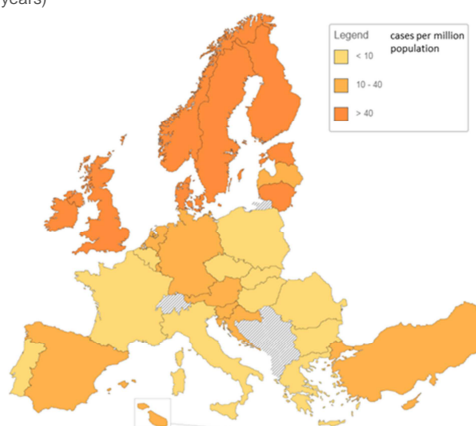 years)
Legend
cases per million
population
< 10
10 - 40
> 40